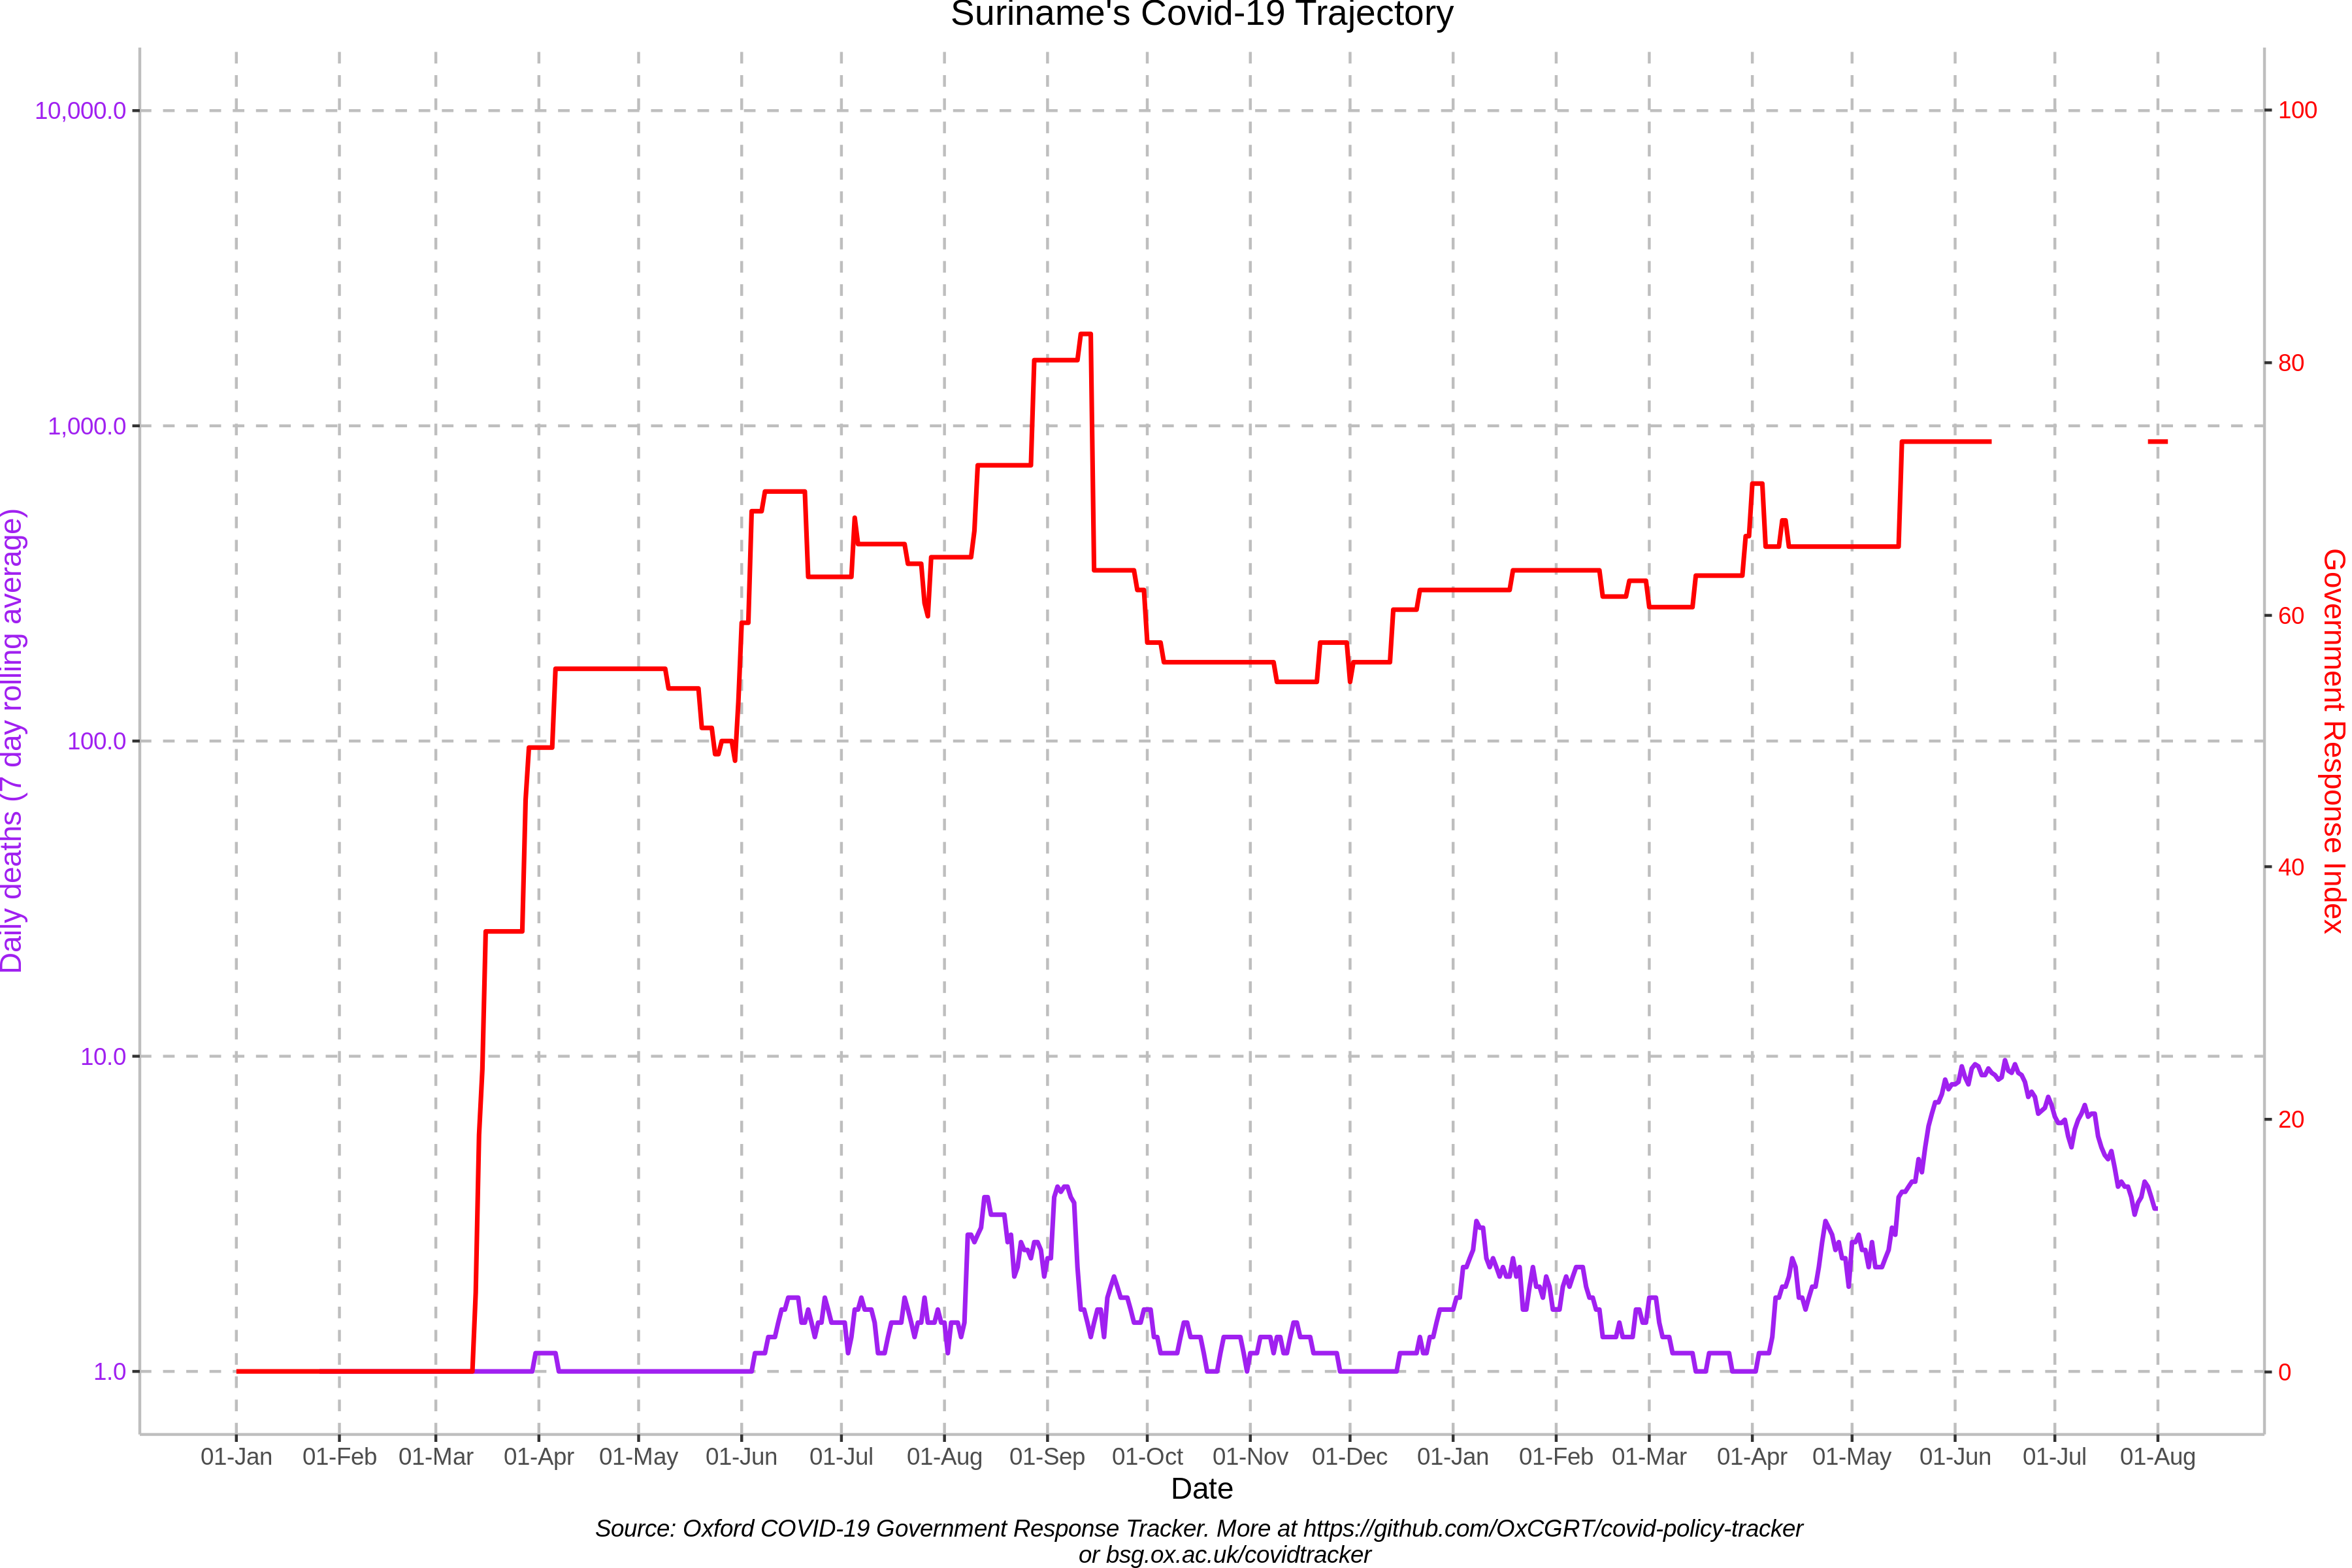 Suriname's Covid-19 Trajectory
10,000.0
1,000.0
100.0
10.0
1.0
Daily deaths (7 day rolling average)
100
80
60
40
20
0
Government Response Index
01-Jan 01-Feb 01-Mar 01-Apr 01-May 01-Jun 01-Jul 01-Aug 01-Sep 01-Oct 01-Nov 01-Dec 01-Jan 01-Feb 01-Mar 01-Apr 01-May 01-Jun 01-Jul 01-Aug
Date
Source: Oxford COVID-19 Government Response Tracker. More at https://github.com/OxCGRT/covid-policy-tracker
or bsg.ox.ac.uk/covidtracker